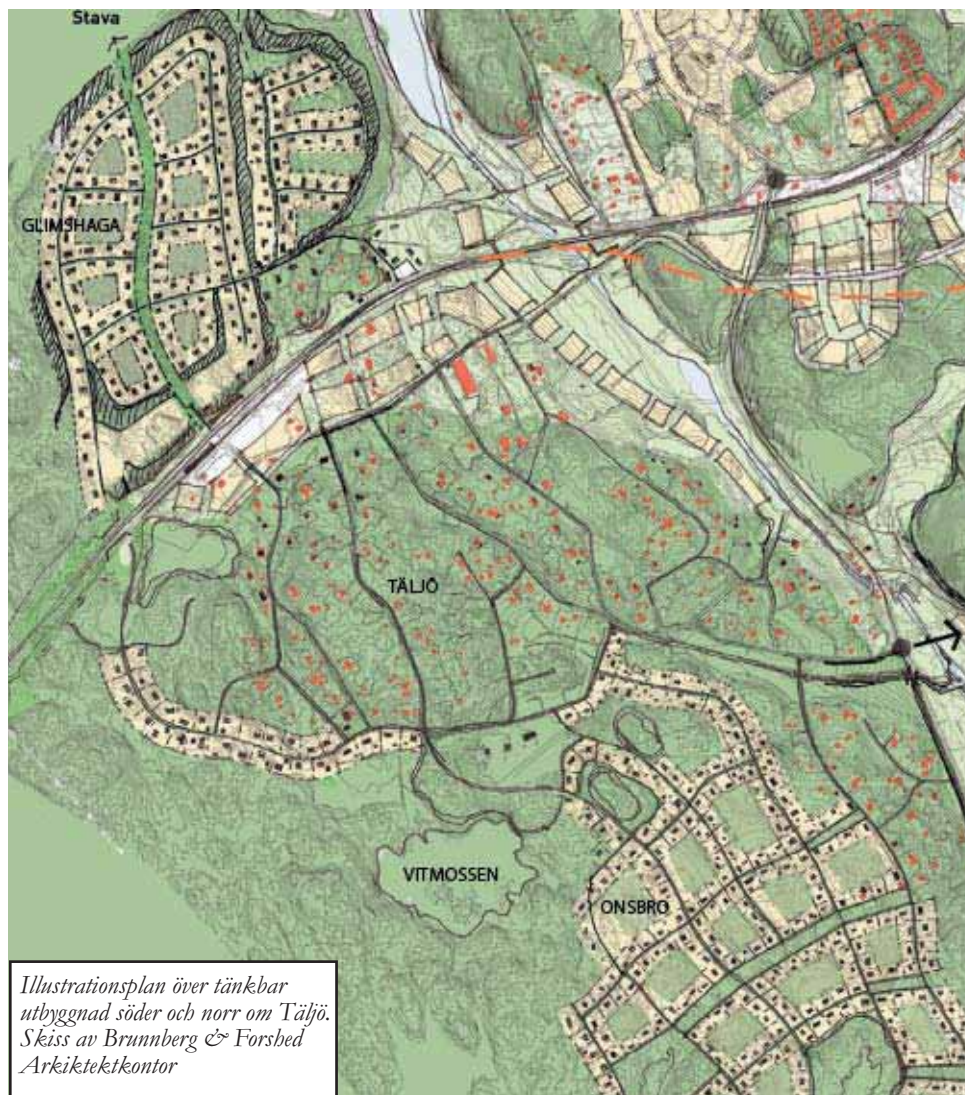 Stava
GLIMSHAGA
TÄLJÖ
VITMOSSEN
ONSBRO
Illustrationsplan över tänkbar
utbyggnad söder och norr om Täljö.
Skiss av Brunnberg & Forshed
Arkiktektkontor